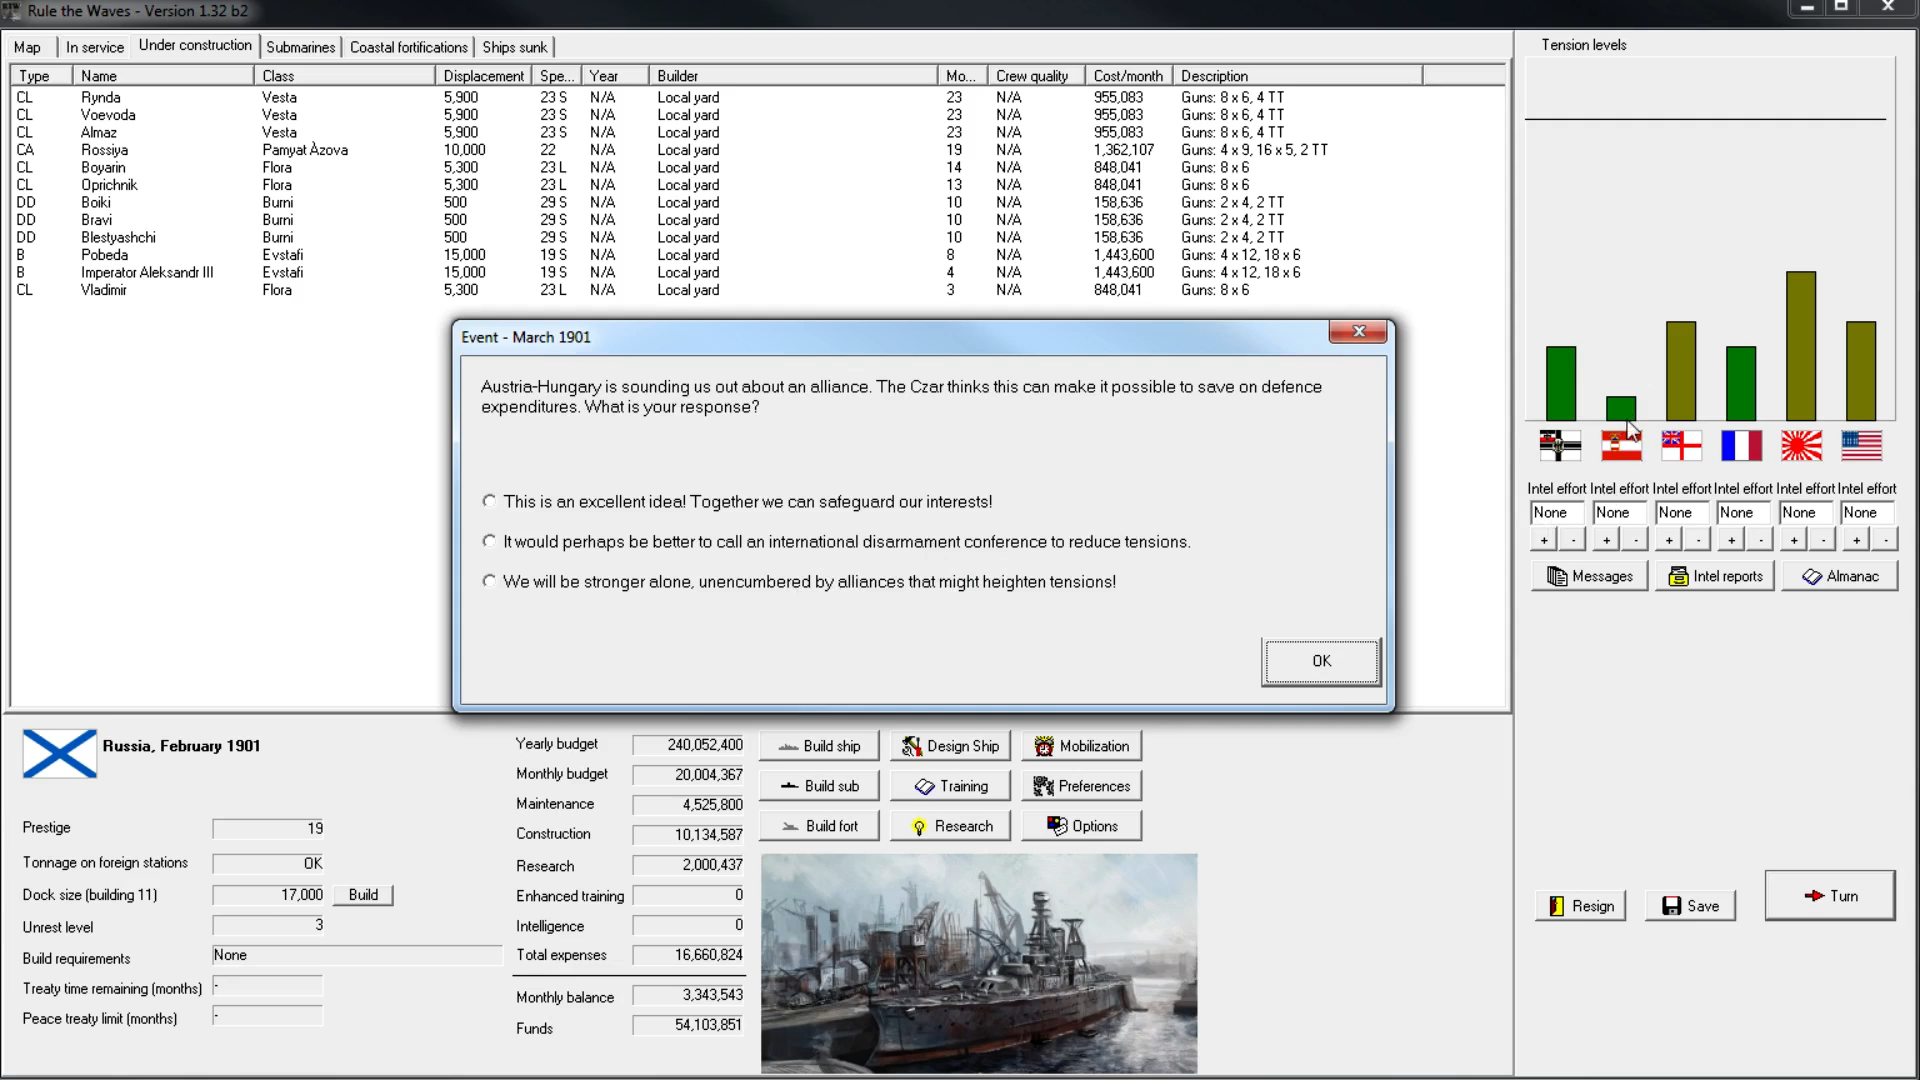 Rule the Waves - Version 1.32 b2
Map In service Under construction Submarines Coastal fortifications Ships sunk
Type Name Class Displacement Spe... Year Builder Mo... Crew quality Cost/month Description
CL Rynda Vesta 5,900 23 S N/A Local yard 23 N/A 955,083 Guns: 8 x 6, 4 TT
CL Voevoda Vesta 5,900 23 S N/A Local yard 23 N/A 955,083 Guns: 8 x 6, 4 TT
CL Almaz Vesta 5,900 23 S N/A Local yard 23 N/A 955,083 Guns: 8 x 6, 4 TT
CA Rossiya Pamyat Àzova 10,000 22 N/A Local yard 19 N/A 1,362,107 Guns: 4 x 9, 16 x 5, 2 TT
CL Boyarin Flora 5,300 23 L N/A Local yard 14 N/A 848,041 Guns: 8 x 6
CL Oprichnik Flora 5,300 23 L N/A Local yard 13 N/A 848,041 Guns: 8 x 6
DD Boiki Burni 500 29 S N/A Local yard 10 N/A 158,636 Guns: 2 x 4, 2 TT
DD Bravi Burni 500 29 S N/A Local yard 10 N/A 158,636 Guns: 2 x 4, 2 TT
DD Blestyashchi Burni 500 29 S N/A Local yard 10 N/A 158,636 Guns: 2 x 4, 2 TT
B Pobeda Evstafi 15,000 19 S N/A Local yard 8 N/A 1,443,600 Guns: 4 x 12, 18 x 6
B Imperator Aleksandr III Evstafi 15,000 19 S N/A Local yard 4 N/A 1,443,600 Guns: 4 x 12, 18 x 6
CL Vladimir Flora 5,300 23 L N/A Local yard 3 N/A 848,041 Guns: 8 x 6
Event - March 1901
Austria-Hungary is sounding us out about an alliance. The Czar thinks this can make it possible to save on defence
expenditures. What is your response?
This is an excellent idea! Together we can safeguard our interests!
It would perhaps be better to call an international disarmament conference to reduce tensions.
We will be stronger alone, unencumbered by alliances that might heighten tensions!
OK
Tension levels
Intel effort Intel effort Intel effort Intel effort Intel effort Intel effort
None None None None None None
+ - + - + - + - + - + -
Messages Intel reports Almanac
Russia, February 1901
Prestige 19
Tonnage on foreign stations OK
Dock size (building 11) 17,000 Build
Unrest level 3
Build requirements None
Treaty time remaining (months) -
Peace treaty limit (months) -
Yearly budget 240,052,400
Monthly budget 20,004,367
Maintenance 4,525,800
Construction 10,134,587
Research 2,000,437
Enhanced training 0
Intelligence 0
Total expenses 16,660,824
Monthly balance 3,343,543
Funds 54,103,851
Build ship Design Ship Mobilization
Build sub Training Preferences
Build fort Research Options
Resign Save Turn